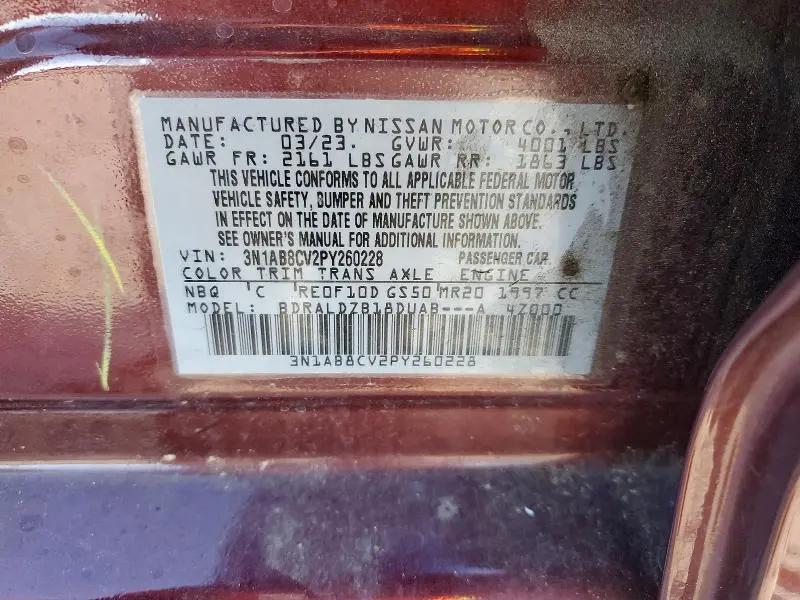 MANUFACTURED BY NISSAN MOTOR CO., LTD.
DATE: 03/23. GVWR: 4001 LBS
GAWR FR: 2161 LBS GAWR RR: 1863 LBS
THIS VEHICLE CONFORMS TO ALL APPLICABLE FEDERAL MOTOR
VEHICLE SAFETY, BUMPER AND THEFT PREVENTION STANDARDS
IN EFFECT ON THE DATE OF MANUFACTURE SHOWN ABOVE.
SEE OWNER'S MANUAL FOR ADDITIONAL INFORMATION.
VIN: 3N1AB8CV2PY260228 PASSENGER CAR
COLOR TRIM TRANS AXLE ENGINE
NBQ 'C RE0F10D GS50 MR20 1997 CC
MODEL: BDRALDZB18DUAB---A 4Z000
3N1AB8CV2PY260228